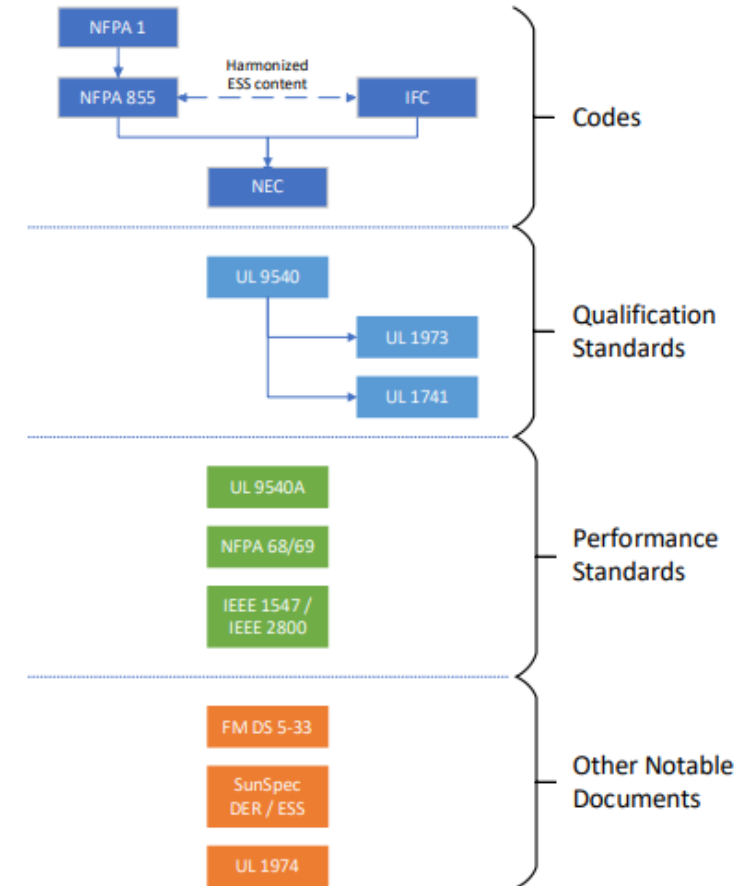 NFPA 1
Harmonized
ESS content
NFPA 855
IFC
Codes
NEC
UL 9540
UL 1973
Qualification
Standards
UL 1741
UL 9540A
NFPA 68/69
Performance
Standards
IEEE 1547 /
IEEE 2800
FM DS 5-33
SunSpec
DER / ESS
Other Notable
Documents
UL 1974